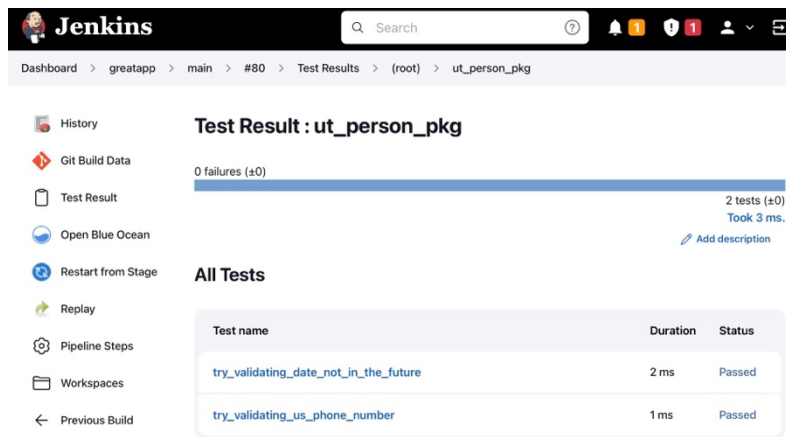 Jenkins
Search
?
1
1
Dashboard > greatapp > main > #80 > Test Results > (root) > ut_person_pkg
History
Git Build Data
Test Result
Open Blue Ocean
Restart from Stage
Replay
Pipeline Steps
Workspaces
Previous Build
Test Result : ut_person_pkg
0 failures (±0)
2 tests (±0)
Took 3 ms.
Add description
All Tests
Test name Duration Status
try_validating_date_not_in_the_future 2 ms Passed
try_validating_us_phone_number 1 ms Passed